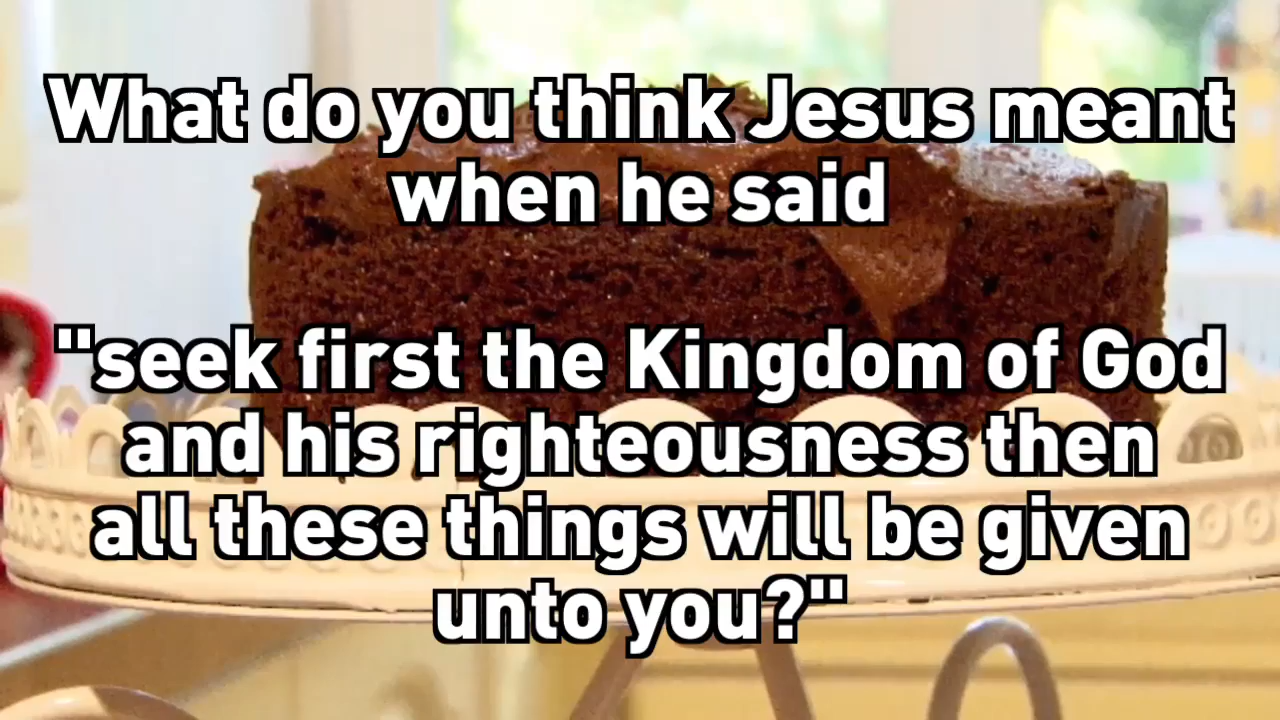 What do you think Jesus meant
when he said
"seek first the Kingdom of God
and his righteousness then
all these things will be given
unto you?"